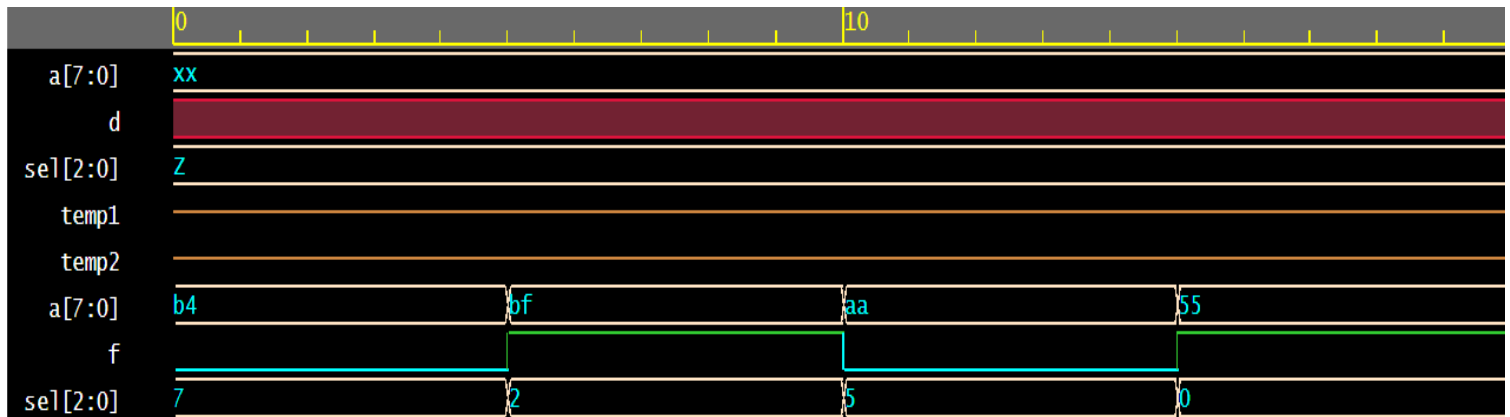 0 10
a[7:0] xx
d
sel[2:0] Z
temp1
temp2
a[7:0] b4 bf aa 55
f
sel[2:0] 7 2 5 0